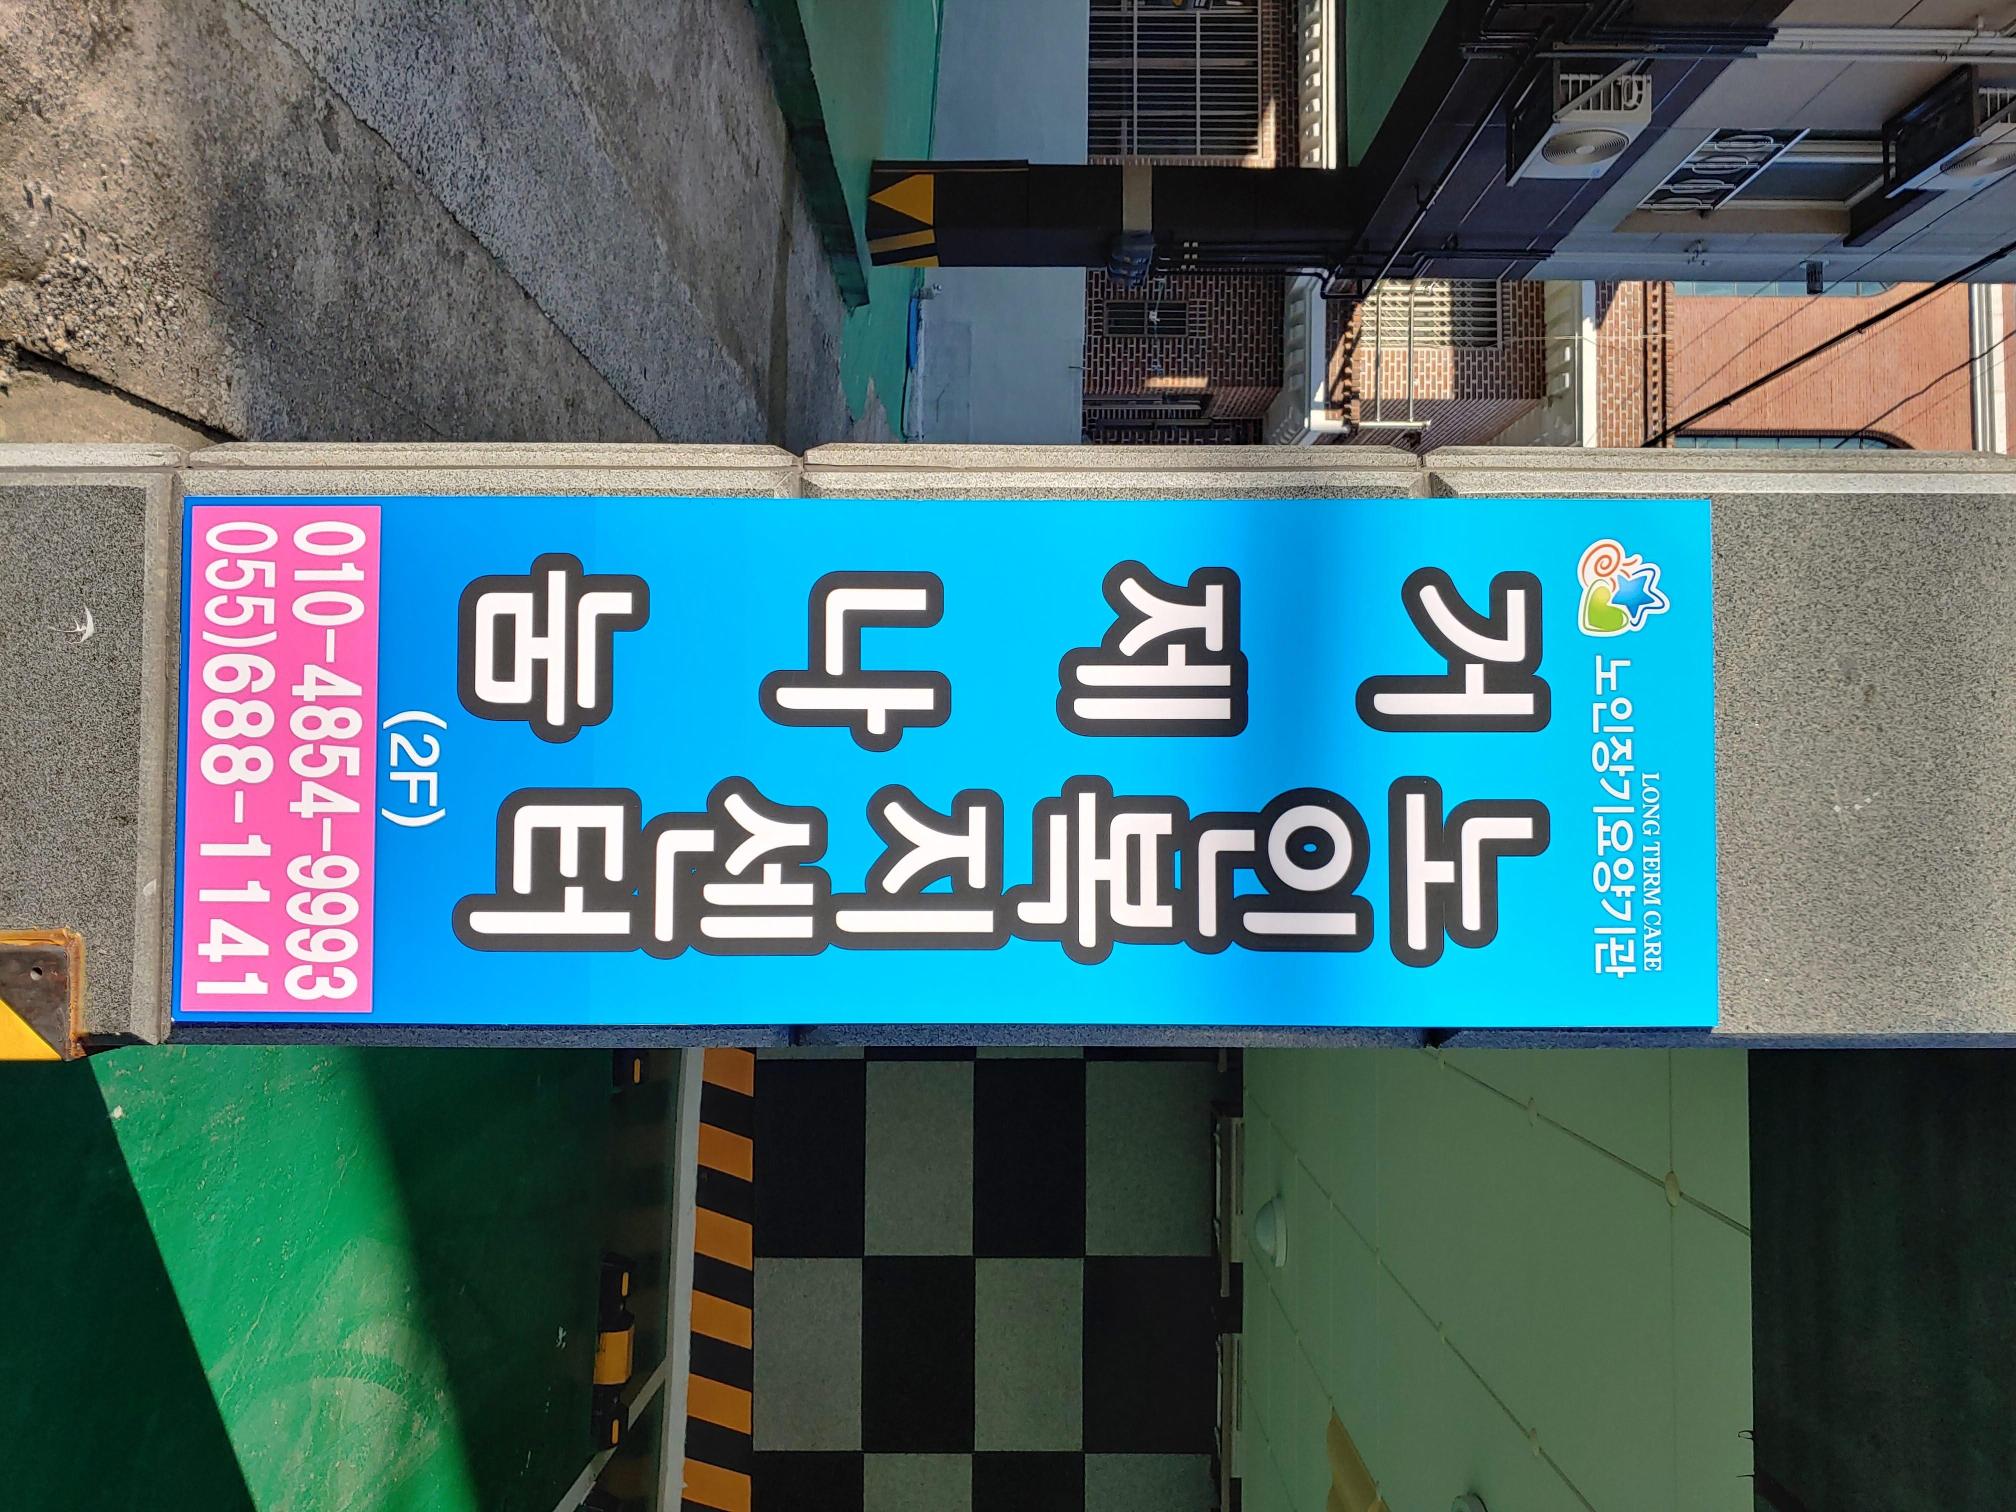 LONG TERM CARE
노인장기요양기관
거제나눔
노인복지센터
(2F)
010-4854-9993
055)688-1141